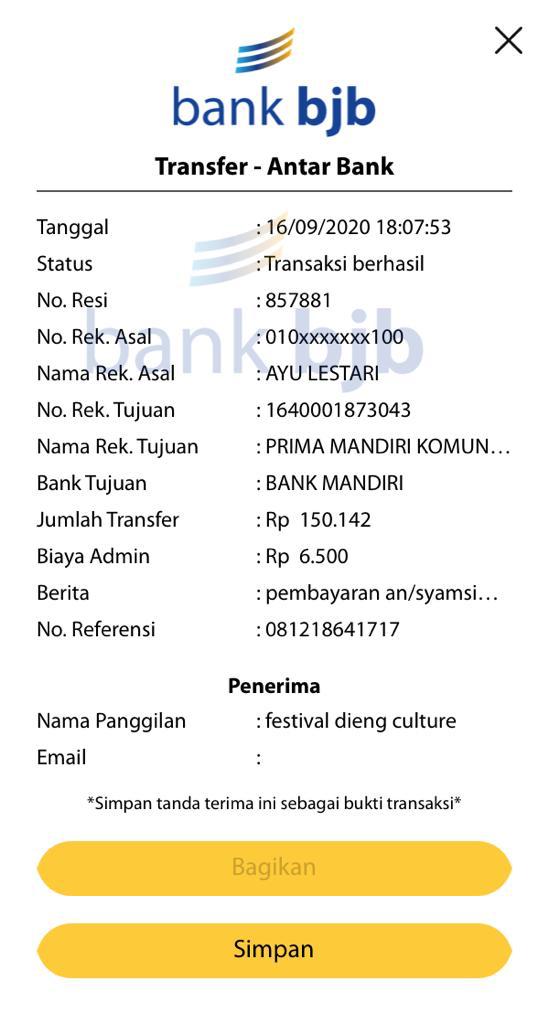 bank bjb
Transfer - Antar Bank
Tanggal : 16/09/2020 18:07:53
Status : Transaksi berhasil
No. Resi : 857881
No. Rek. Asal : 010xxxxxxx100
Nama Rek. Asal : AYU LESTARI
No. Rek. Tujuan : 1640001873043
Nama Rek. Tujuan : PRIMA MANDIRI KOMUN...
Bank Tujuan : BANK MANDIRI
Jumlah Transfer : Rp 150.142
Biaya Admin : Rp 6.500
Berita : pembayaran an/syamsi...
No. Referensi : 081218641717
bank bjb
Penerima
Nama Panggilan : festival dieng culture
Email :
*Simpan tanda terima ini sebagai bukti transaksi*
Bagikan
Simpan